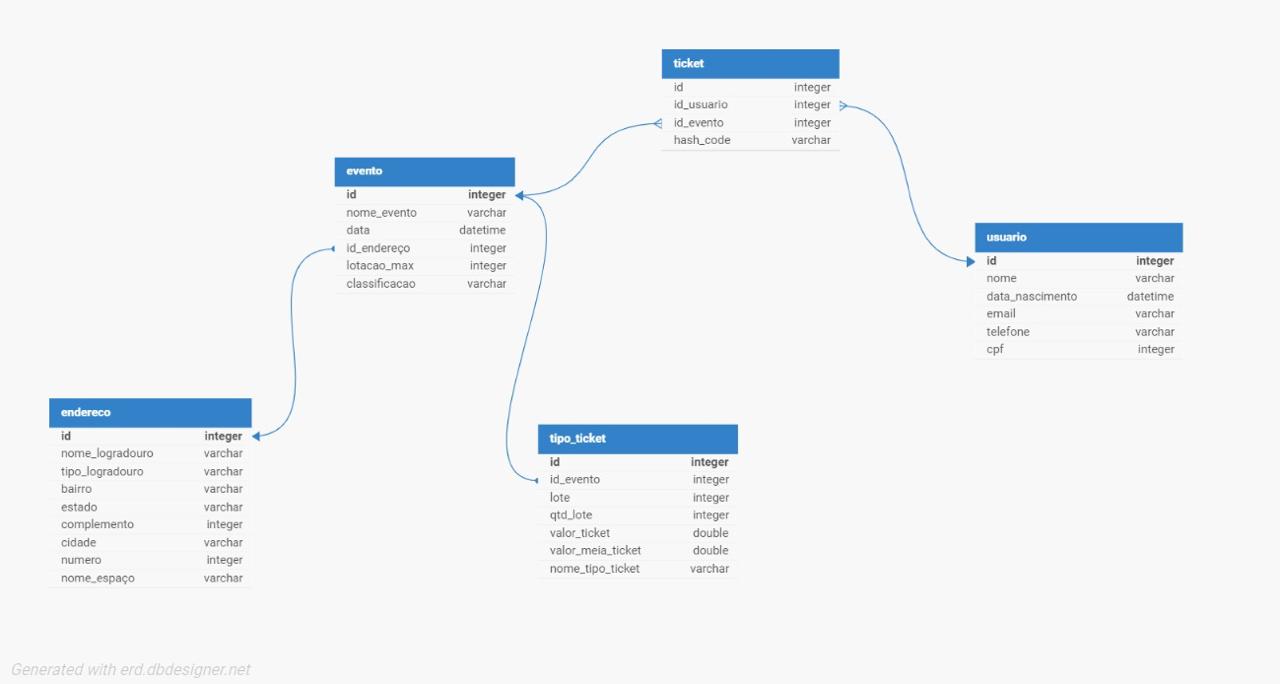 ticket
id integer
id_usuario integer
id_evento integer
hash_code varchar
evento
id integer
nome_evento varchar
data datetime
id_endereço integer
lotacao_max integer
classificacao varchar
usuario
id integer
nome varchar
data_nascimento datetime
email varchar
telefone varchar
cpf integer
endereco
id integer
nome_logradouro varchar
tipo_logradouro varchar
bairro varchar
estado varchar
complemento integer
cidade varchar
numero integer
nome_espaço varchar
tipo_ticket
id integer
id_evento integer
lote integer
qtd_lote integer
valor_ticket double
valor_meia_ticket double
nome_tipo_ticket varchar
Generated with erd.dbdesigner.net